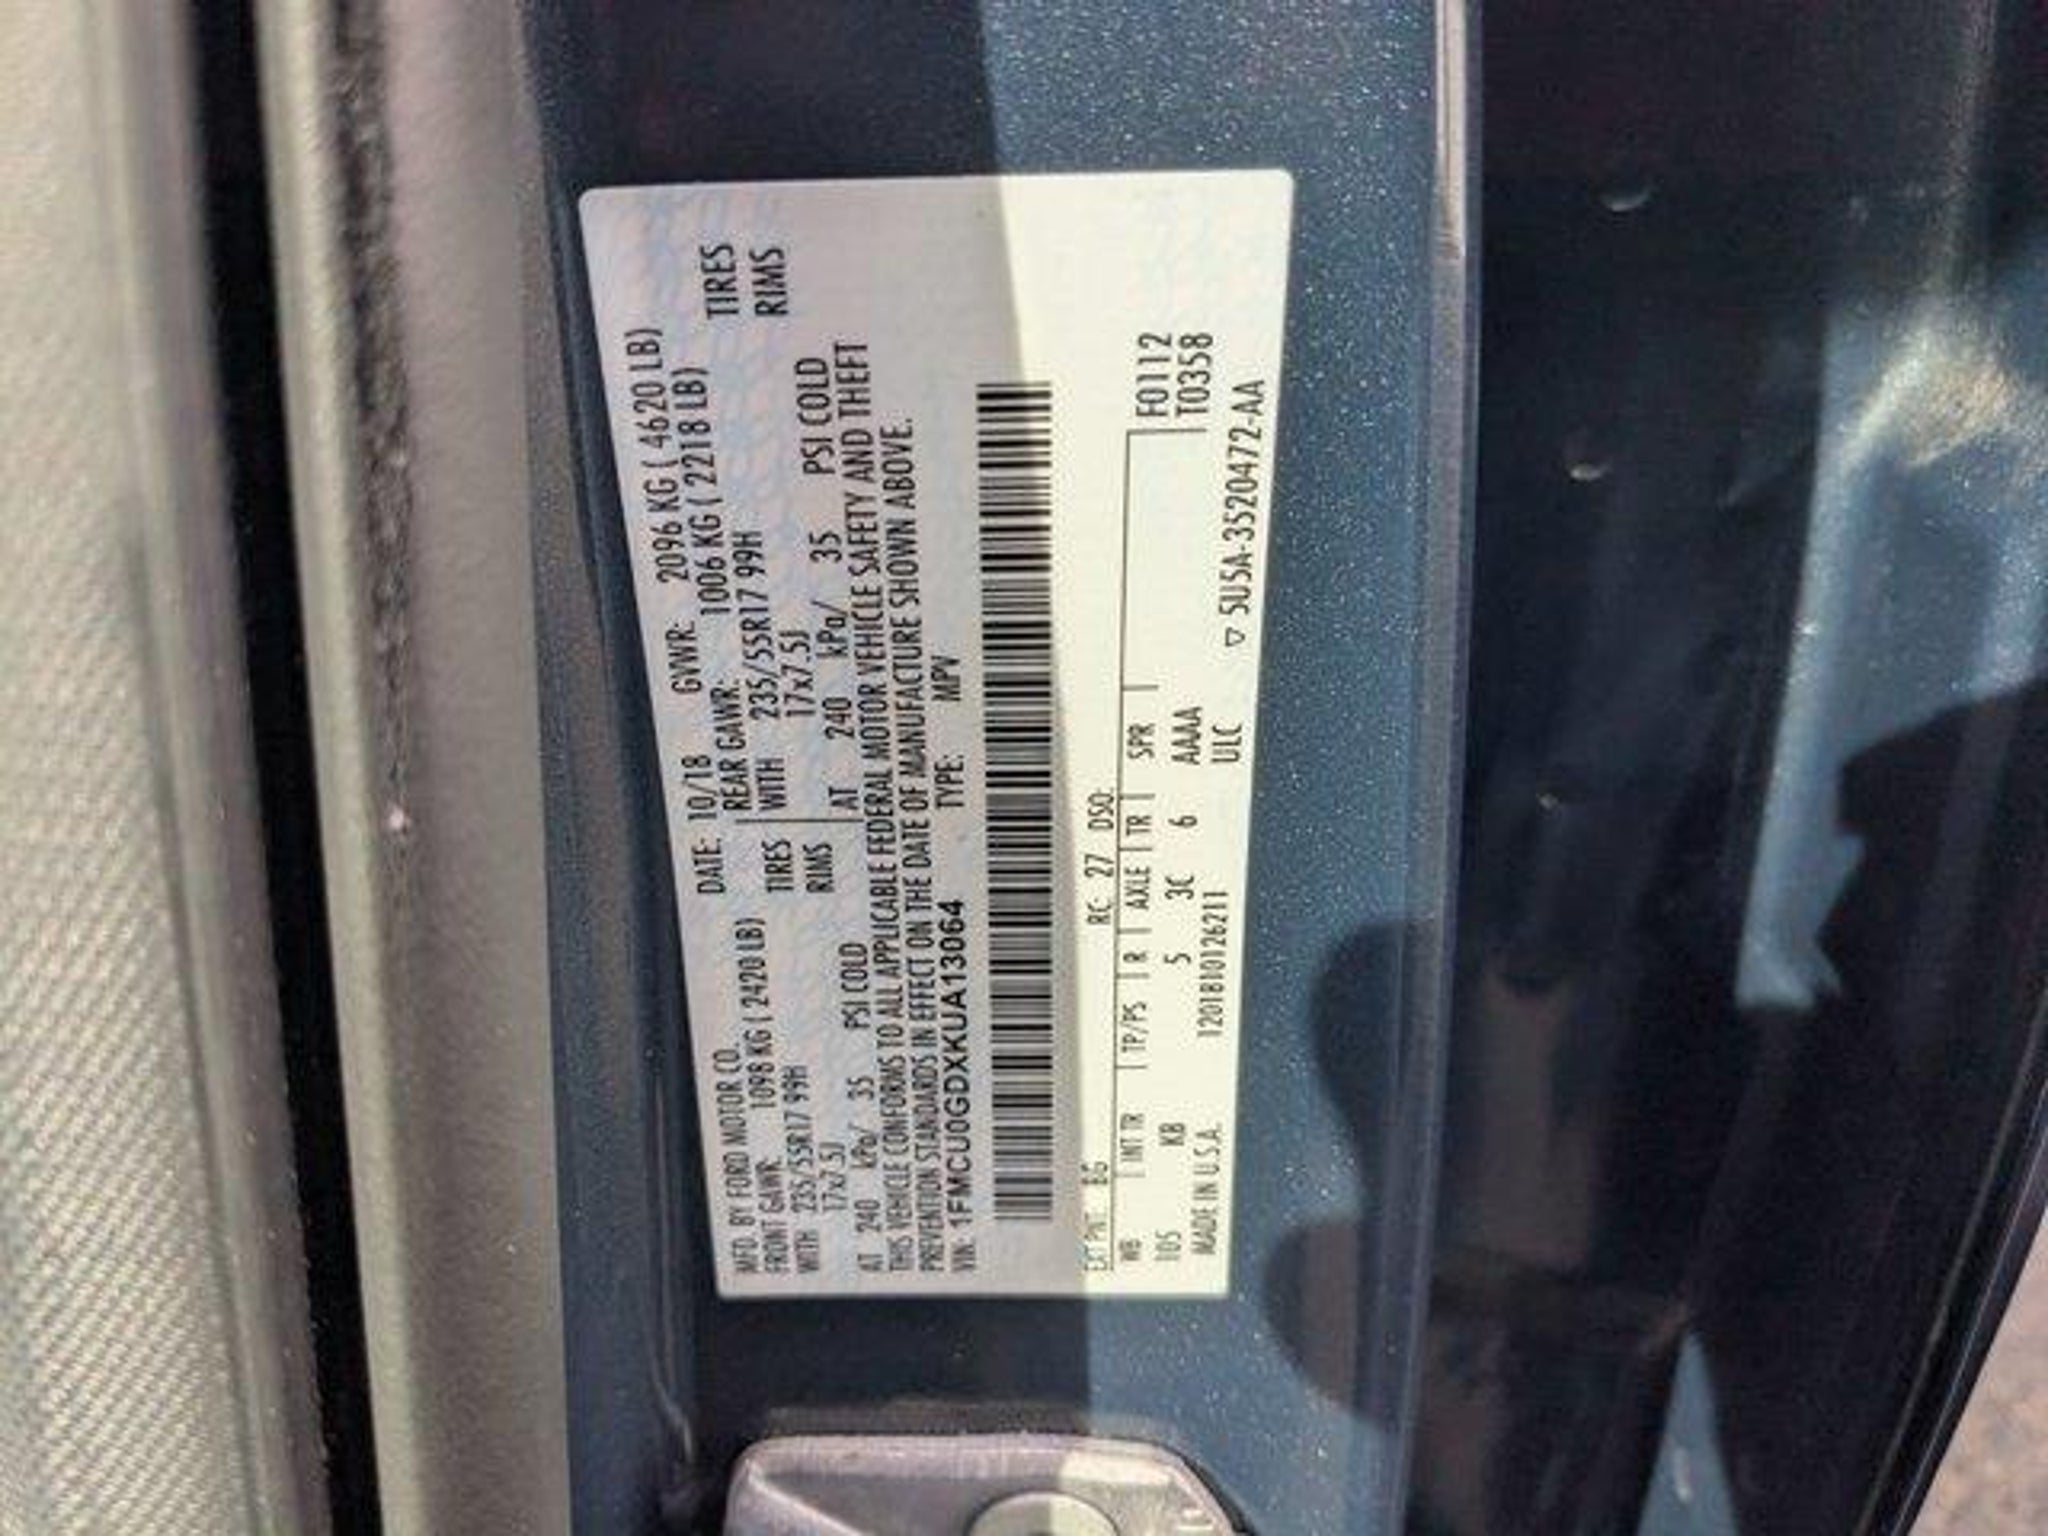 MFD. BY FORD MOTOR CO.
DATE: 10/18 GVWR: 2096 KG ( 4620 LB)
FRONT GAWR: 1098 KG ( 2420 LB) REAR GAWR: 1006 KG ( 2218 LB)
WITH 235/55R17 99H TIRES WITH 235/55R17 99H TIRES
17x7.5J RIMS 17x7.5J RIMS
AT 240 kPa/ 35 PSI COLD AT 240 kPa/ 35 PSI COLD
THIS VEHICLE CONFORMS TO ALL APPLICABLE FEDERAL MOTOR VEHICLE SAFETY AND THEFT
PREVENTION STANDARDS IN EFFECT ON THE DATE OF MANUFACTURE SHOWN ABOVE.
VIN: 1FMCU0GDXKUA13064 TYPE: MPV
EXT PNT: BG RC: 27 DSO: F0112
WB INT TR TP/PS R AXLE TR SPR T0358
105 KB 5 3C 6 AAAA
MADE IN U.S.A. 120181012621 1 ULC ▽ 5U5A-3520472-AA